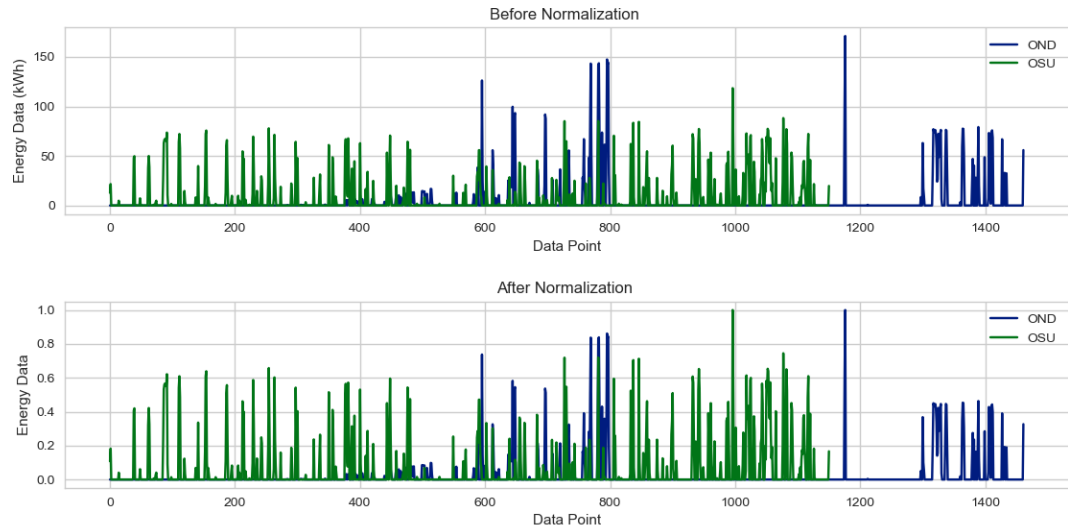 Before Normalization
Energy Data (kWh)
150
100
50
0
OND
OSU
0 200 400 600 800 1000 1200 1400
Data Point
After Normalization
Energy Data
1.0
0.8
0.6
0.4
0.2
0.0
OND
OSU
0 200 400 600 800 1000 1200 1400
Data Point